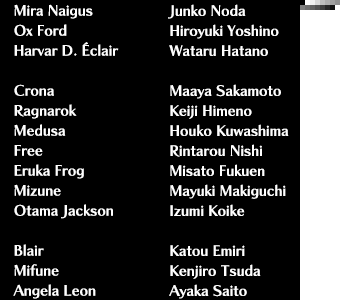 Mira Naigus Junko Noda
Ox Ford Hiroyuki Yoshino
Harvar D. Éclair Wataru Hatano
Crona Maaya Sakamoto
Ragnarok Keiji Himeno
Medusa Houko Kuwashima
Free Rintarou Nishi
Eruka Frog Misato Fukuen
Mizune Mayuki Makiguchi
Otama Jackson Izumi Koike
Blair Katou Emiri
Mifune Kenjiro Tsuda
Angela Leon Ayaka Saito